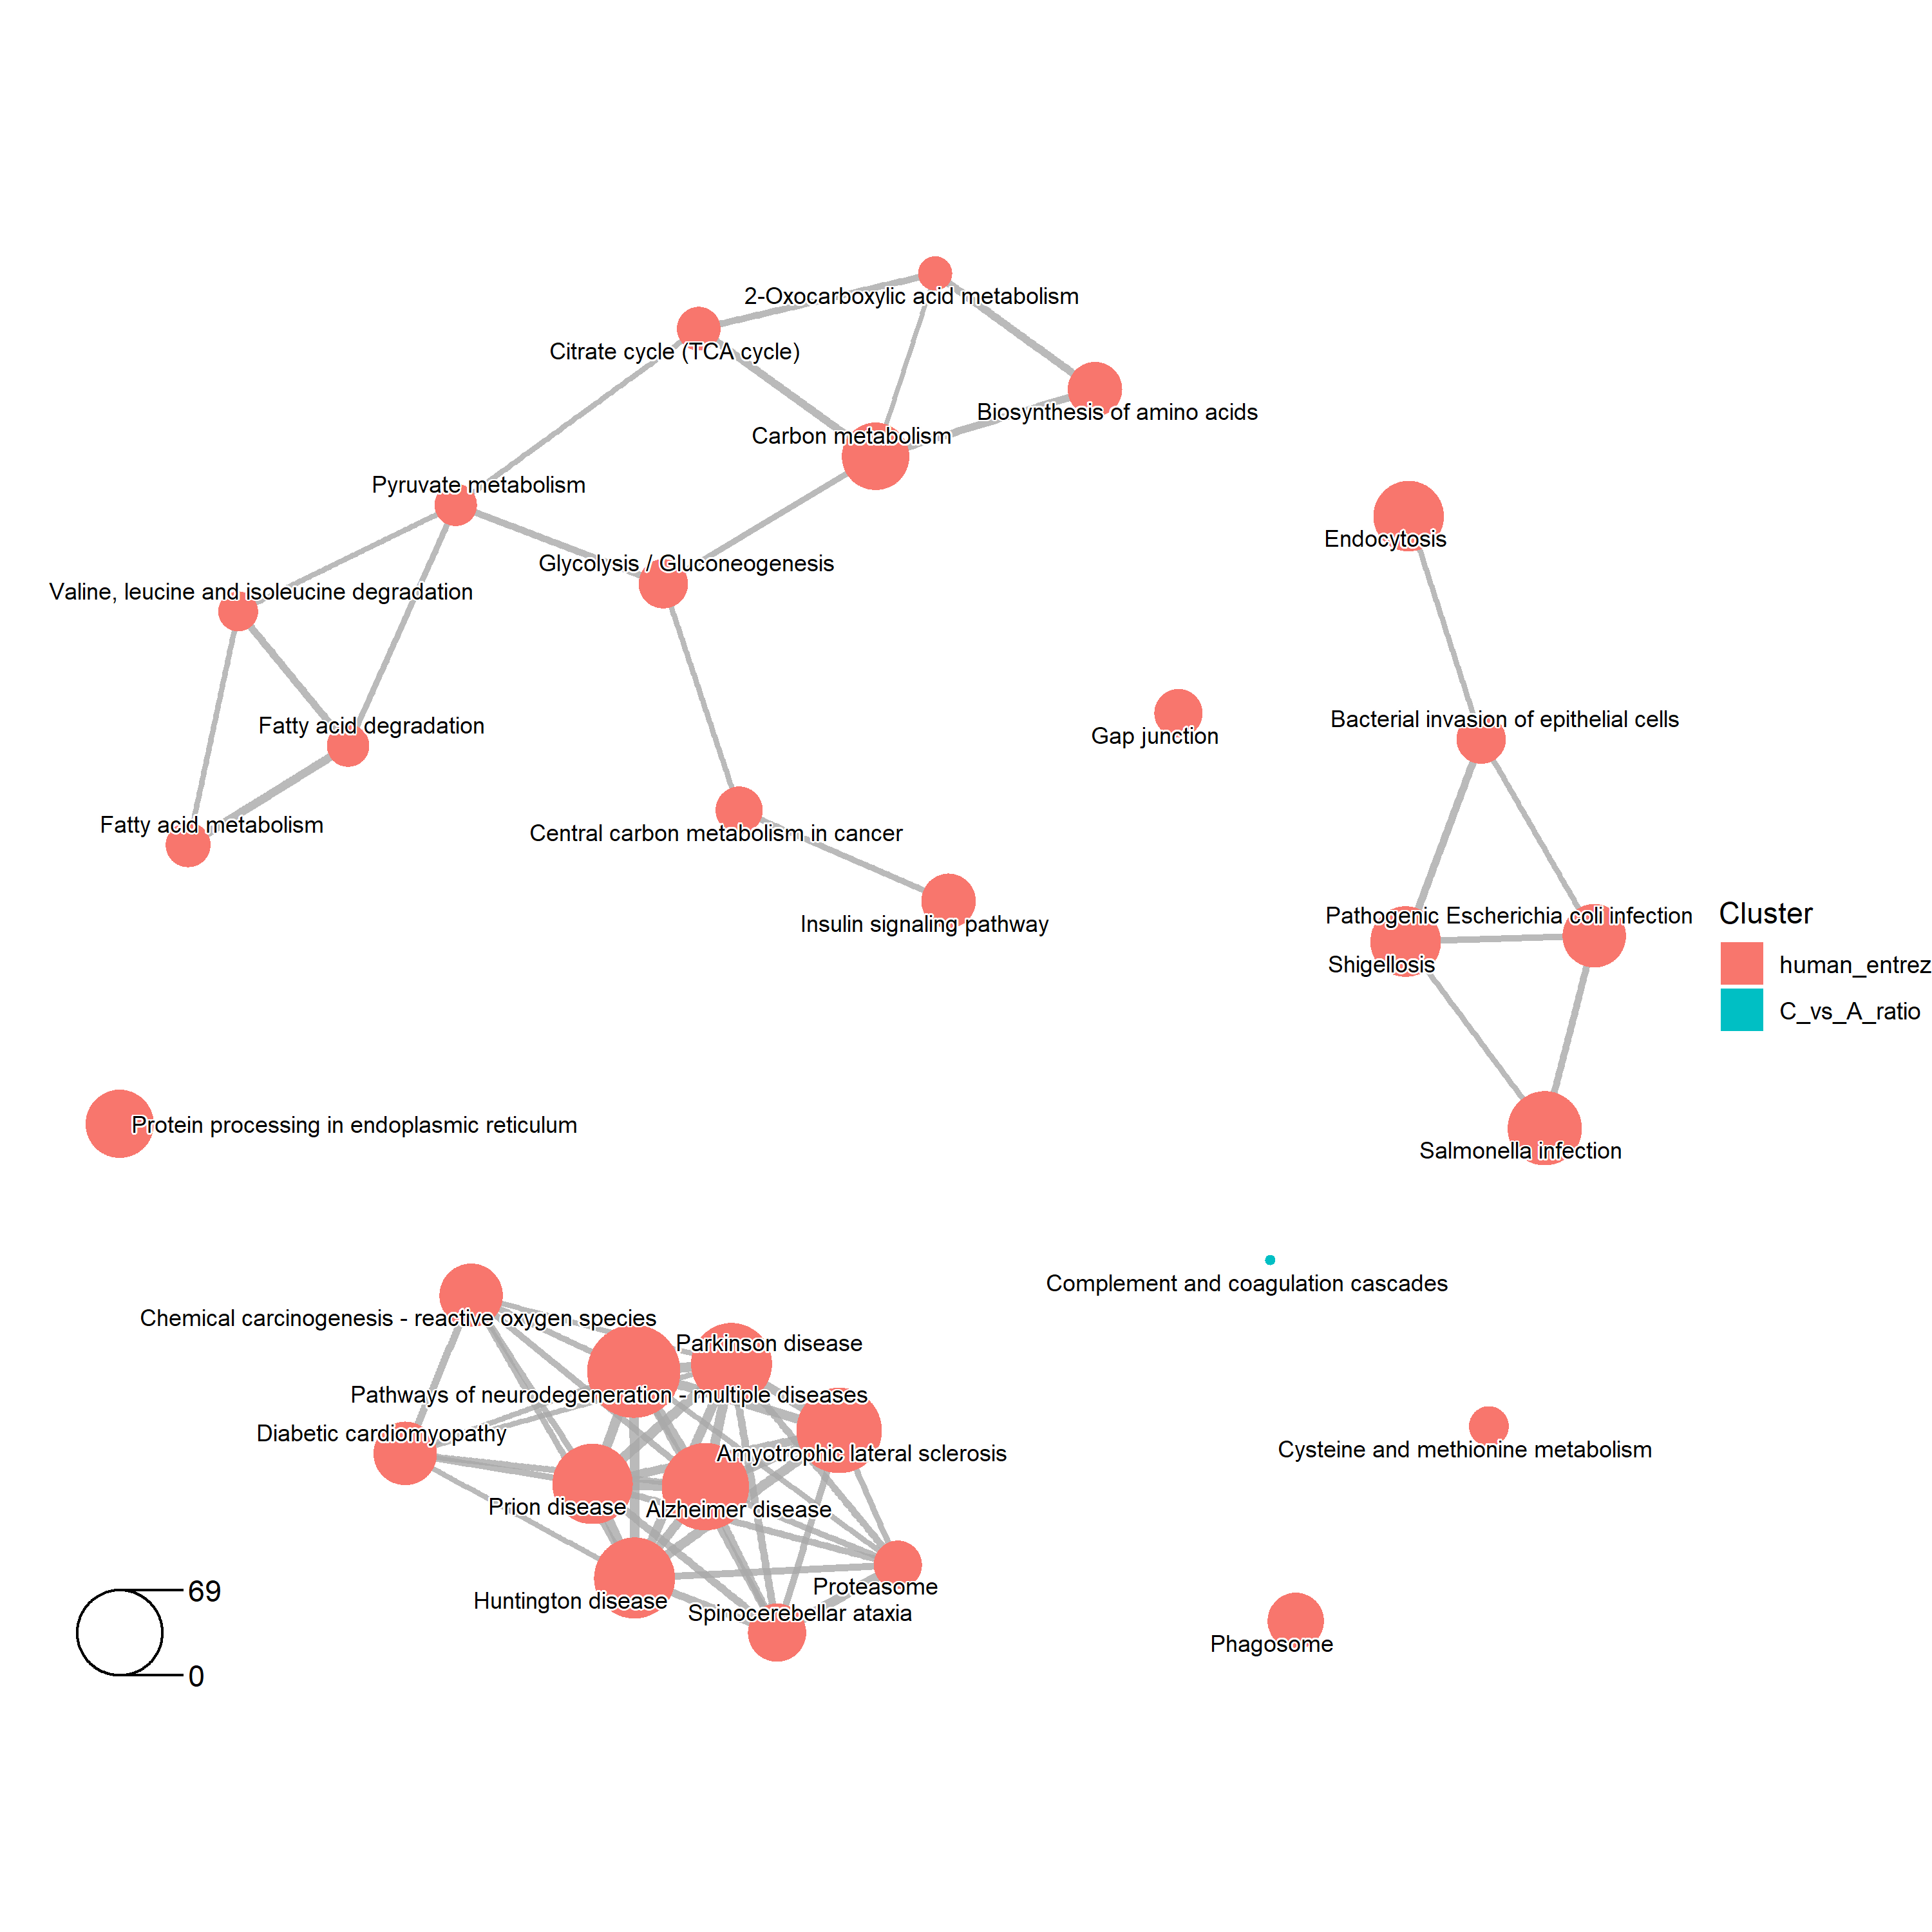 2-Oxocarboxylic acid metabolism
Citrate cycle (TCA cycle)
Biosynthesis of amino acids
Carbon metabolism
Pyruvate metabolism
Endocytosis
Glycolysis / Gluconeogenesis
Valine, leucine and isoleucine degradation
Bacterial invasion of epithelial cells
Fatty acid degradation
Gap junction
Fatty acid metabolism
Central carbon metabolism in cancer
Insulin signaling pathway
Pathogenic Escherichia coli infection
Shigellosis
Cluster
human_entrez
C_vs_A_ratio
Protein processing in endoplasmic reticulum
Salmonella infection
Complement and coagulation cascades
Chemical carcinogenesis - reactive oxygen species
Parkinson disease
Pathways of neurodegeneration - multiple diseases
Diabetic cardiomyopathy
Amyotrophic lateral sclerosis
Cysteine and methionine metabolism
Prion disease
Alzheimer disease
Proteasome
Huntington disease
Spinocerebellar ataxia
69
0
Phagosome